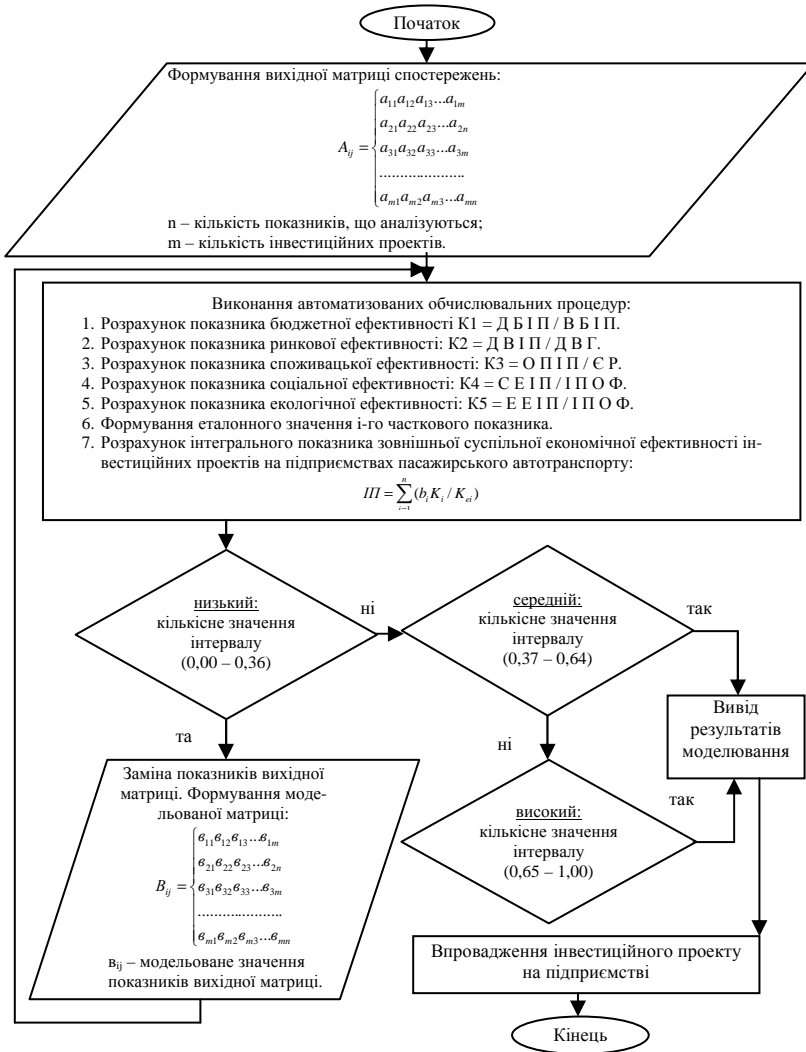 Початок
Формування вихідної матриці спостережень:
a₁₁a₁₂a₁₃...a₁ₘ
a₂₁a₂₂a₂₃...a₂ₙ
Aᵢⱼ = a₃₁a₃₂a₃₃...a₃ₘ
.....................
aₘ₁aₘ₂aₘ₃...aₘₙ
n – кількість показників, що аналізуються;
m – кількість інвестиційних проектів.
Виконання автоматизованих обчислювальних процедур:
1. Розрахунок показника бюджетної ефективності К1 = Д Б І П / В Б І П.
2. Розрахунок показника ринкової ефективності: К2 = Д В І П / Д В Г.
3. Розрахунок показника споживацької ефективності: К3 = О П І П / Є Р.
4. Розрахунок показника соціальної ефективності: К4 = С Е І П / І П О Ф.
5. Розрахунок показника екологічної ефективності: К5 = Е Е І П / І П О Ф.
6. Формування еталонного значення і-го часткового показника.
7. Розрахунок інтегрального показника зовнішньої суспільної економічної ефективності ін-
вестиційних проектів на підприємствах пасажирського автотранспорту:
n
ІП = ∑ (bᵢKᵢ / Kₑᵢ)
i−1
низький:
кількісне значення
інтервалу
(0,00 – 0,36)
ні
середній:
кількісне значення
інтервалу
(0,37 – 0,64)
так
та
ні
Вивід
результатів
моделювання
Заміна показників вихідної
матриці. Формування моде-
льованої матриці:
в₁₁в₁₂в₁₃...в₁ₘ
в₂₁в₂₂в₂₃...в₂ₙ
Bᵢⱼ = в₃₁в₃₂в₃₃...в₃ₘ
.....................
вₘ₁вₘ₂вₘ₃...вₘₙ
вᵢⱼ – модельоване значення
показників вихідної матриці.
високий:
кількісне значення
інтервалу
(0,65 – 1,00)
так
Впровадження інвестиційного проекту
на підприємстві
Кінець